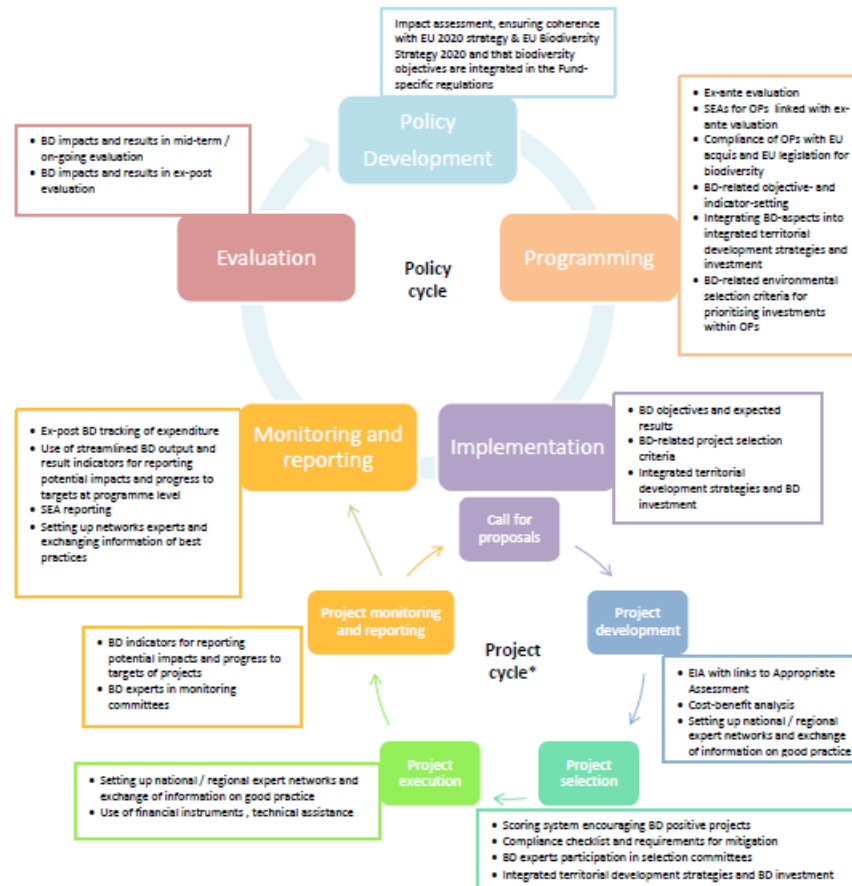 Impact assessment, ensuring coherence
with EU 2020 strategy & EU Biodiversity
Strategy 2020 and that biodiversity
objectives are integrated in the Fund-
specific regulations
Policy
Development
• Ex-ante evaluation
• SEAs for OPs linked with ex-
ante valuation
• Compliance of OPs with EU
acquis and EU legislation for
biodiversity
• BD-related objective- and
indicator-setting
• Integrating BD-aspects into
integrated territorial
development strategies and
investment
• BD-related environmental
selection criteria for
prioritising investments
within OPs
• BD impacts and results in mid-term /
on-going evaluation
• BD impacts and results in ex-post
evaluation
Evaluation
Policy
cycle
Programming
• Ex-post BD tracking of expenditure
• Use of streamlined BD output and
result indicators for reporting
potential impacts and progress to
targets at programme level
• SEA reporting
• Setting up networks experts and
exchanging information of best
practices
Monitoring and
reporting
Implementation
• BD objectives and expected
results
• BD-related project selection
criteria
• Integrated territorial
development strategies and BD
investment
Call for
proposals
Project monitoring
and reporting
Project
development
• BD indicators for reporting
potential impacts and progress to
targets of projects
• BD experts in monitoring
committees
Project
cycle*
• EIA with links to Appropriate
Assessment
• Cost-benefit analysis
• Setting up national / regional
expert networks and exchange
of information on good practice
Project
execution
Project
selection
• Setting up national / regional expert networks and
exchange of information on good practice
• Use of financial instruments , technical assistance
• Scoring system encouraging BD positive projects
• Compliance checklist and requirements for mitigation
• BD experts participation in selection committees
• Integrated territorial development strategies and BD investment